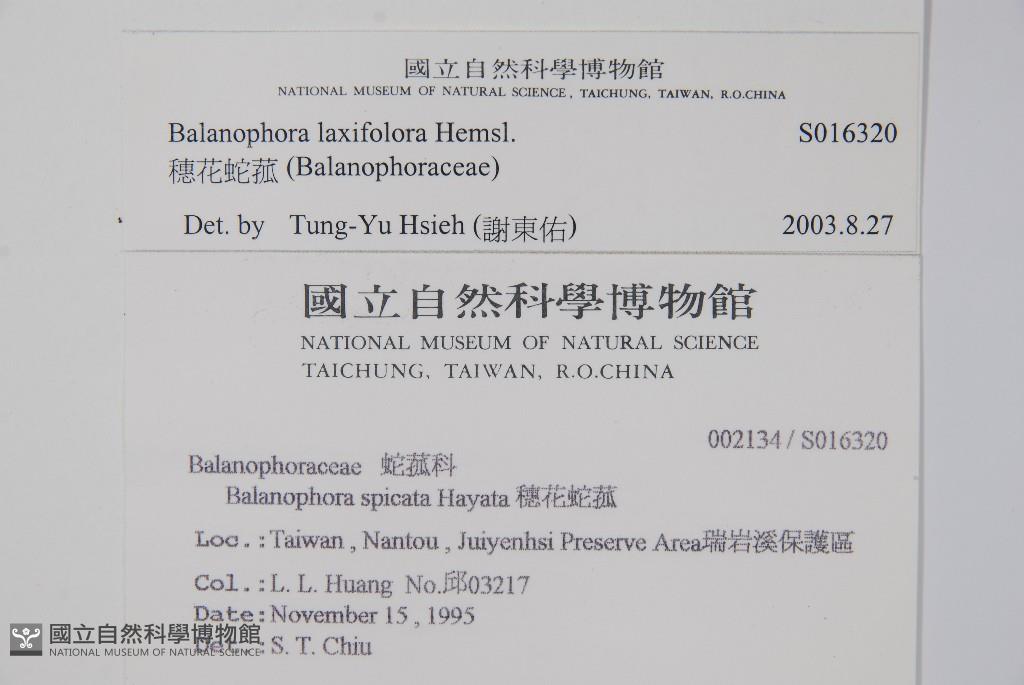 國立自然科學博物館
NATIONAL MUSEUM OF NATURAL SCIENCE, TAICHUNG, TAIWAN, R.O.CHINA
Balanophora laxifolora Hemsl. S016320
穗花蛇菰 (Balanophoraceae)
Det. by Tung-Yu Hsieh (謝東佑) 2003.8.27
國立自然科學博物館
NATIONAL MUSEUM OF NATURAL SCIENCE
TAICHUNG, TAIWAN, R.O.CHINA
002134 / S016320
Balanophoraceae 蛇菰科
Balanophora spicata Hayata 穗花蛇菰
Loc.: Taiwan , Nantou , Juiyenhsi Preserve Area瑞岩溪保護區
Col.: L. L. Huang No.邱03217
Date: November 15 , 1995
Det.: S. T. Chiu
國立自然科學博物館
NATIONAL MUSEUM OF NATURAL SCIENCE